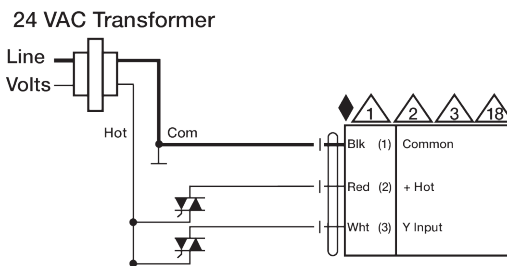 24 VAC Transformer
Line
Volts
Hot
Com
1 2 3 18
Blk (1) Common
Red (2) + Hot
Wht (3) Y Input